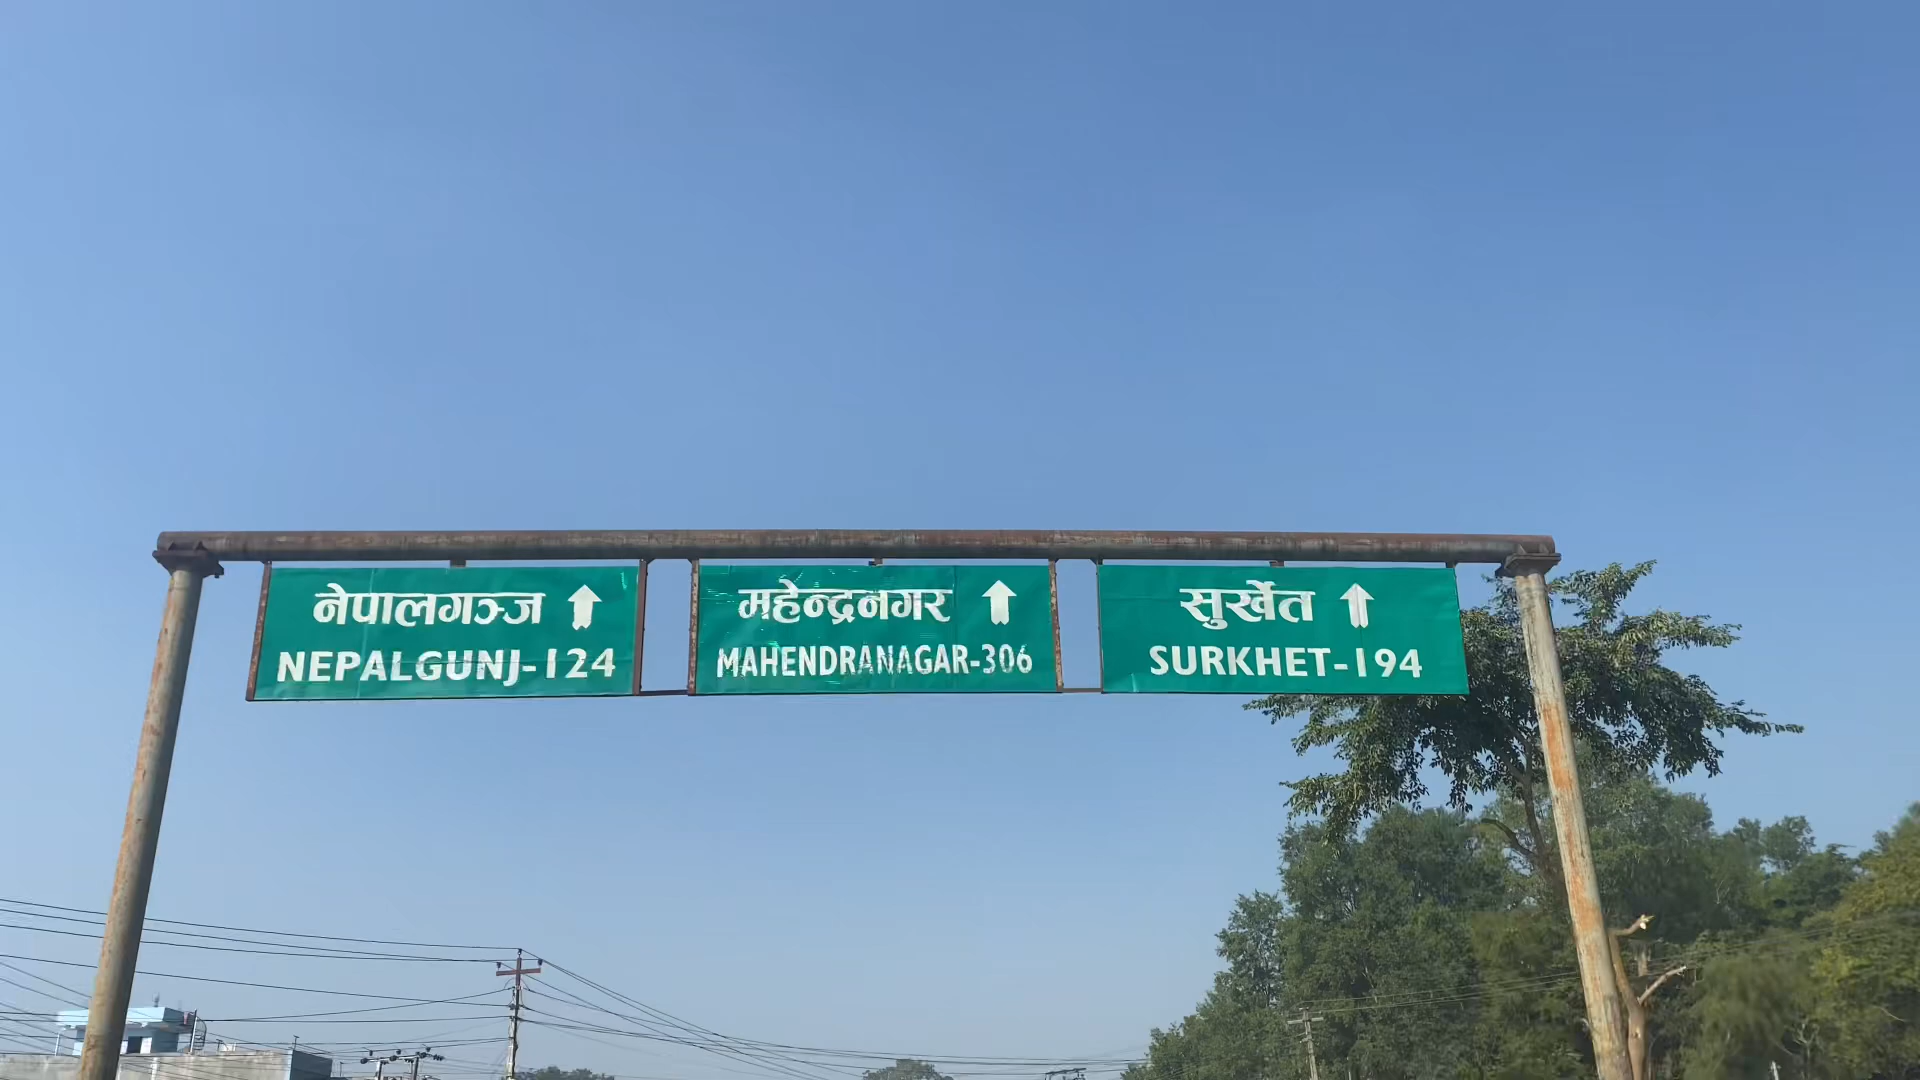 नेपालगञ्ज
NEPALGUNJ-124
महेन्द्रनगर
MAHENDRANAGAR-306
सुर्खेत
SURKHET-194